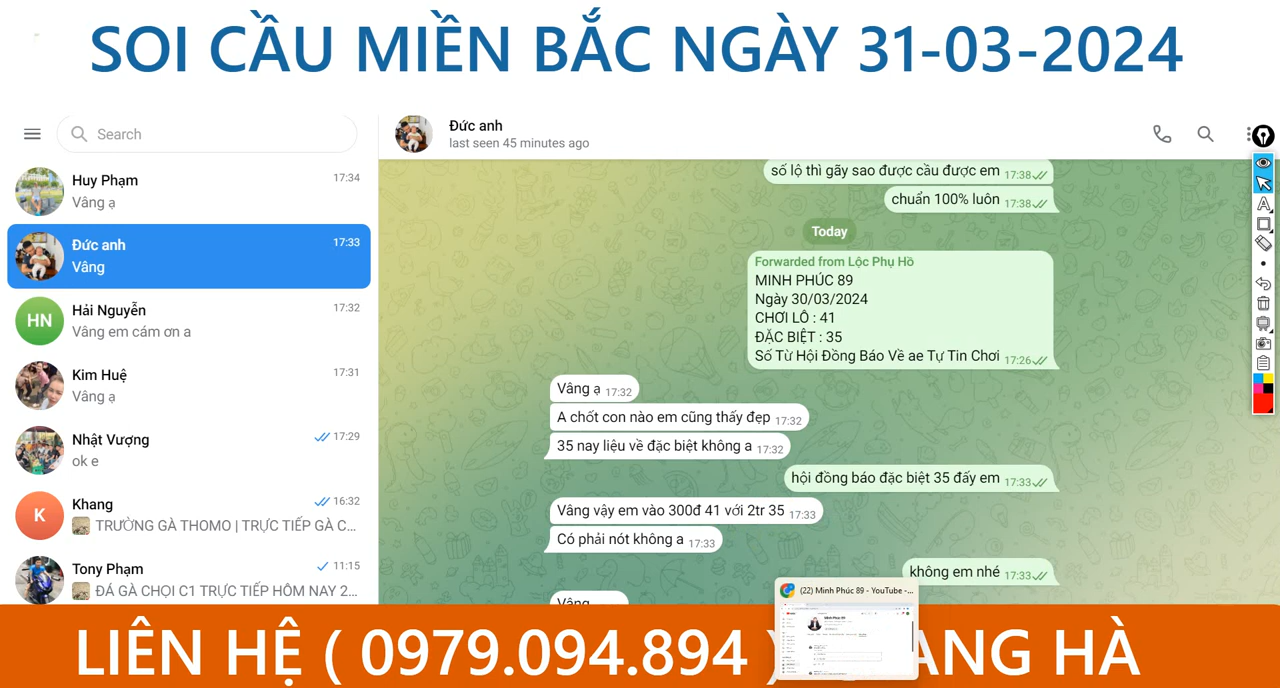 SOI CẦU MIỀN BẮC NGÀY 31-03-2024
Search
Huy Phạm 17:34
Vâng ạ
Đức anh 17:33
Vâng
Hải Nguyễn 17:32
Vâng em cám ơn a
Kim Huệ 17:31
Vâng ạ
Nhật Vượng 17:29
ok e
Khang 16:32
TRƯỜNG GÀ THOMO | TRỰC TIẾP GÀ C...
Tony Phạm 11:15
ĐÁ GÀ CHỌI C1 TRỰC TIẾP HÔM NAY 2...
HN
K
Đức anh
last seen 45 minutes ago
số lộ thì gãy sao được cầu được em 17:38
chuẩn 100% luôn 17:38
Today
Forwarded from Lộc Phụ Hồ
MINH PHÚC 89
Ngày 30/03/2024
CHƠI LÔ : 41
ĐẶC BIỆT : 35
Số Từ Hội Đồng Báo Về ae Tự Tin Chơi 17:26
Vâng ạ 17:32
A chốt con nào em cũng thấy đẹp 17:32
35 nay liệu về đặc biệt không a 17:32
hội đồng báo đặc biệt 35 đấy em 17:33
Vâng vậy em vào 300đ 41 với 2tr 35 17:33
Có phải nót không a 17:33
không em nhé 17:33
Vâng
(22) Minh Phúc 89 - YouTube -...
LIÊN HỆ ( 0979.094.894 ) ANG HÀ